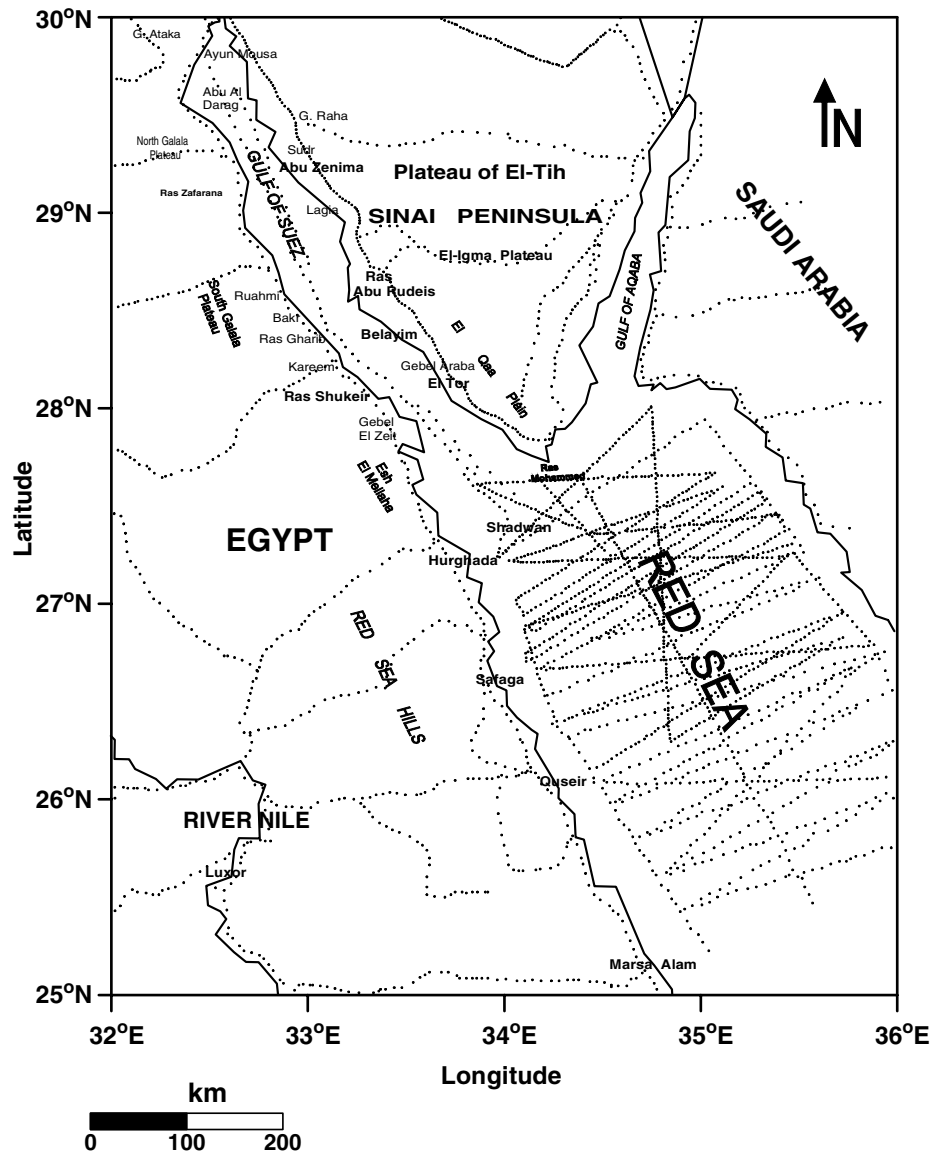 30°N
G. Ataka
Ayun Mousa
Abu Al
Darag
G. Raha
N
North Galala
Plateau
Sudr
Abu Zenima
Plateau of El-Tih
Ras Zafarana
GULF OF SUEZ
29°N
Lagia
SINAI PENINSULA
SAUDI ARABIA
El-Igma Plateau
Ras
Abu Rudeis
GULF OF AQABA
South Galala
Plateau
Ruahmi
Bakr
Belayim
El Qaa Plain
Ras Gharib
Kareem
Gebel Araba
El Tor
Ras Shukeir
28°N
Gebel
El Zeit
Esh
El Mellaha
Ras
Mohammed
Latitude
EGYPT
Shadwan
Hurghada
RED SEA
27°N
RED SEA HILLS
Safaga
26°N
Quseir
RIVER NILE
Luxor
Marsa Alam
25°N
32°E
33°E
34°E
35°E
36°E
Longitude
km
0
100
200